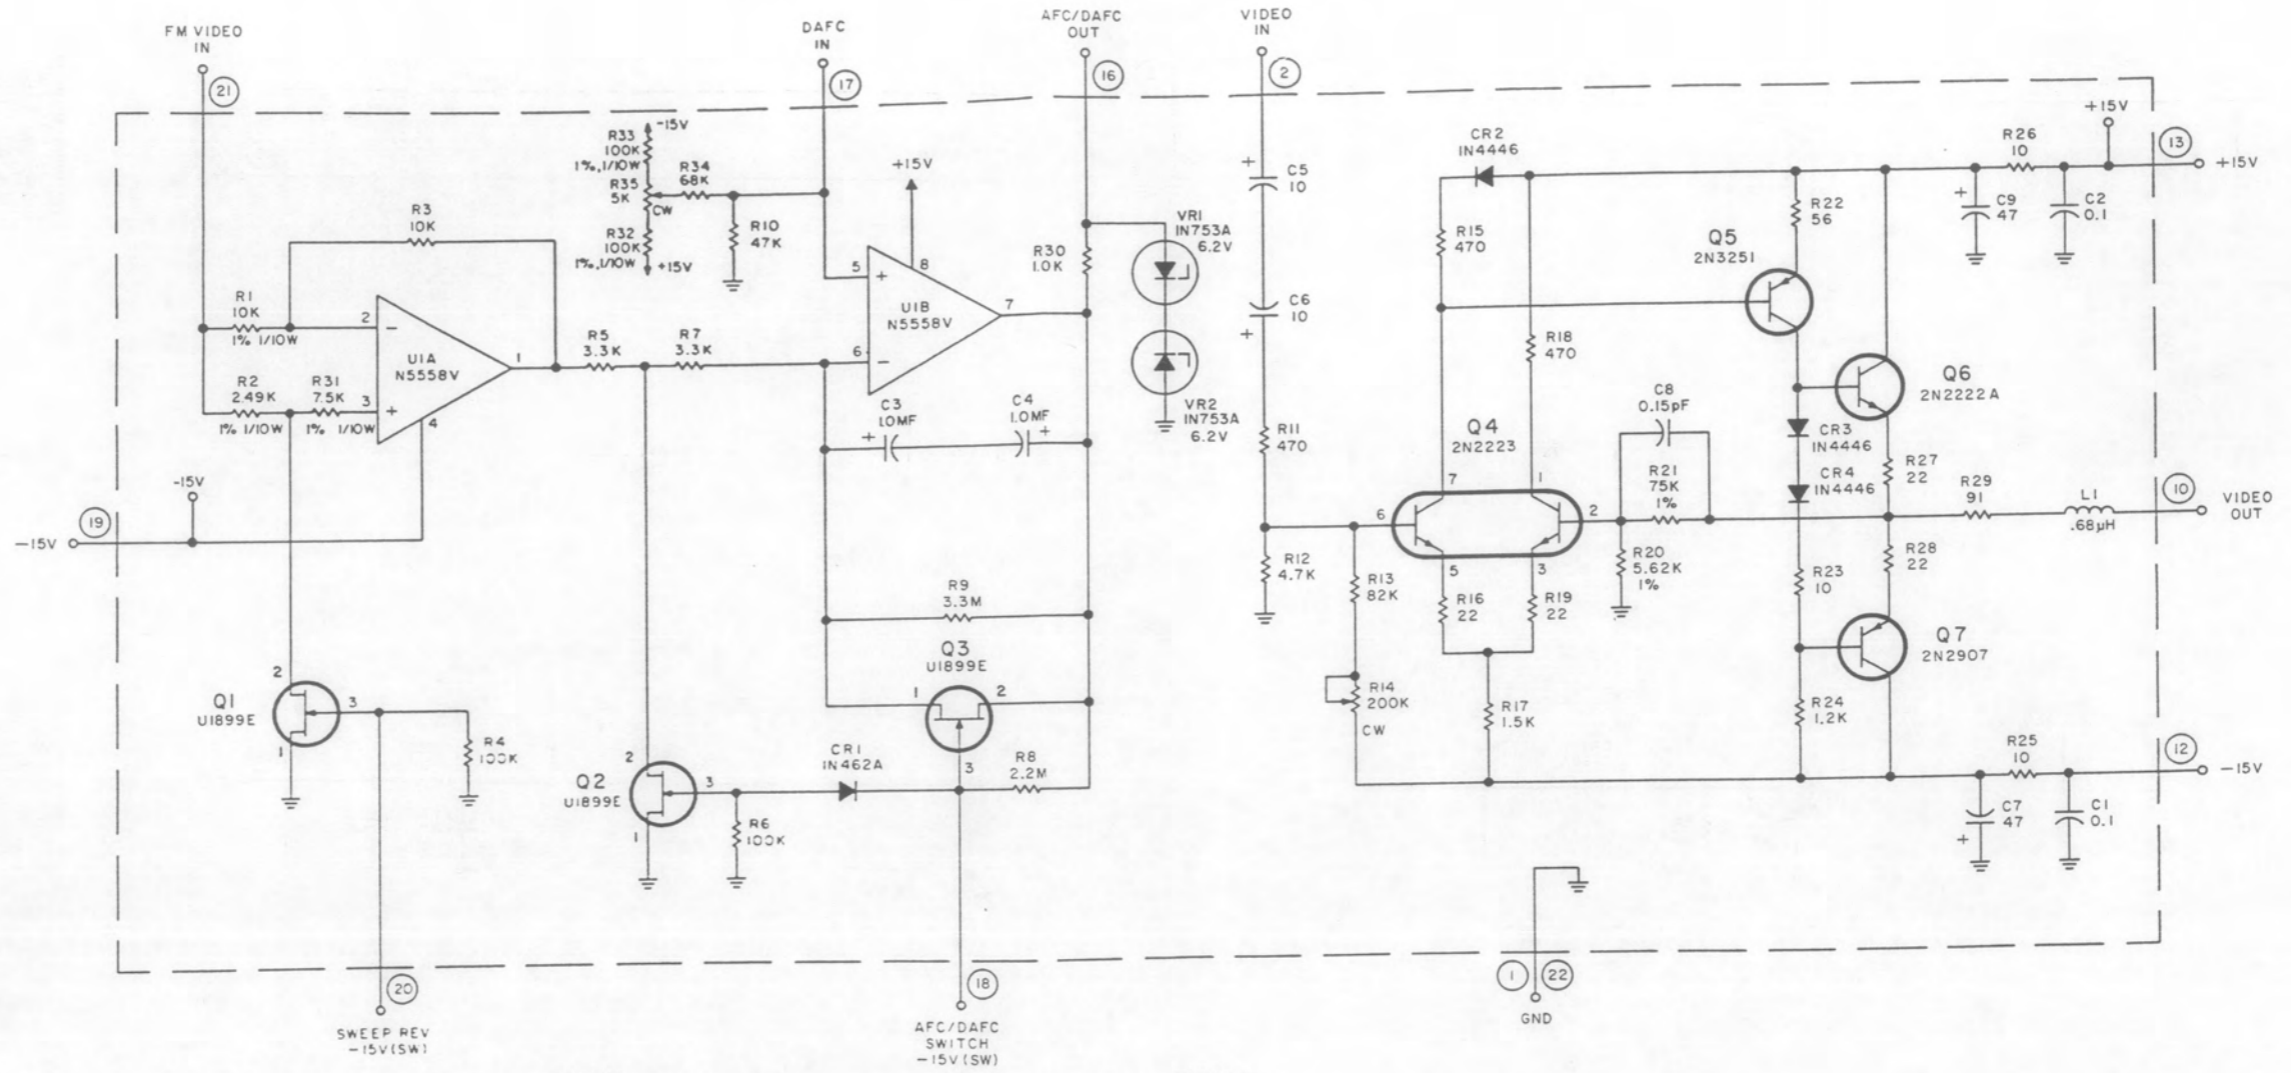 FM VIDEO
IN
21
DAFC
IN
17
AFC/DAFC
OUT
16
VIDEO
IN
2
-15V
R33
100K
1%,1/10W
R35
5K
CW
R34
68K
R32
100K
1%,1/10W
+15V
R10
47K
+15V
R3
10K
R1
10K
1% 1/10W
R2
2.49K
1% 1/10W
R31
7.5K
1% 1/10W
2
−
3
+
4
1
U1A
N5558V
R5
3.3K
R7
3.3K
5
+
8
6
−
7
U1B
N5558V
R30
1.0K
VR1
IN753A
6.2V
VR2
IN753A
6.2V
C3
1.0MF
+
C4
1.0MF
+
-15V
19
−15V
R9
3.3M
Q3
U1899E
1
2
3
Q1
U1899E
2
3
1
R4
100K
Q2
U1899E
2
3
1
R6
100K
CR1
IN462A
R8
2.2M
20
SWEEP REV
−15V(SW)
18
AFC/DAFC
SWITCH
−15V(SW)
+
C5
10
C6
10
+
R11
470
R12
4.7K
R13
82K
R14
200K
CW
CR2
IN4446
R15
470
R18
470
Q4
2N2223
7
1
6
2
5
3
R16
22
R19
22
R17
1.5K
C8
0.15pF
R21
75K
1%
R20
5.62K
1%
Q5
2N3251
R22
56
Q6
2N2222A
CR3
IN4446
CR4
IN4446
R23
10
R24
1.2K
R27
22
R28
22
Q7
2N2907
R29
91
L1
.68µH
10
VIDEO
OUT
+
C9
47
R26
10
C2
0.1
+15V
13
+15V
R25
10
12
−15V
C7
47
+
C1
0.1
1
22
GND